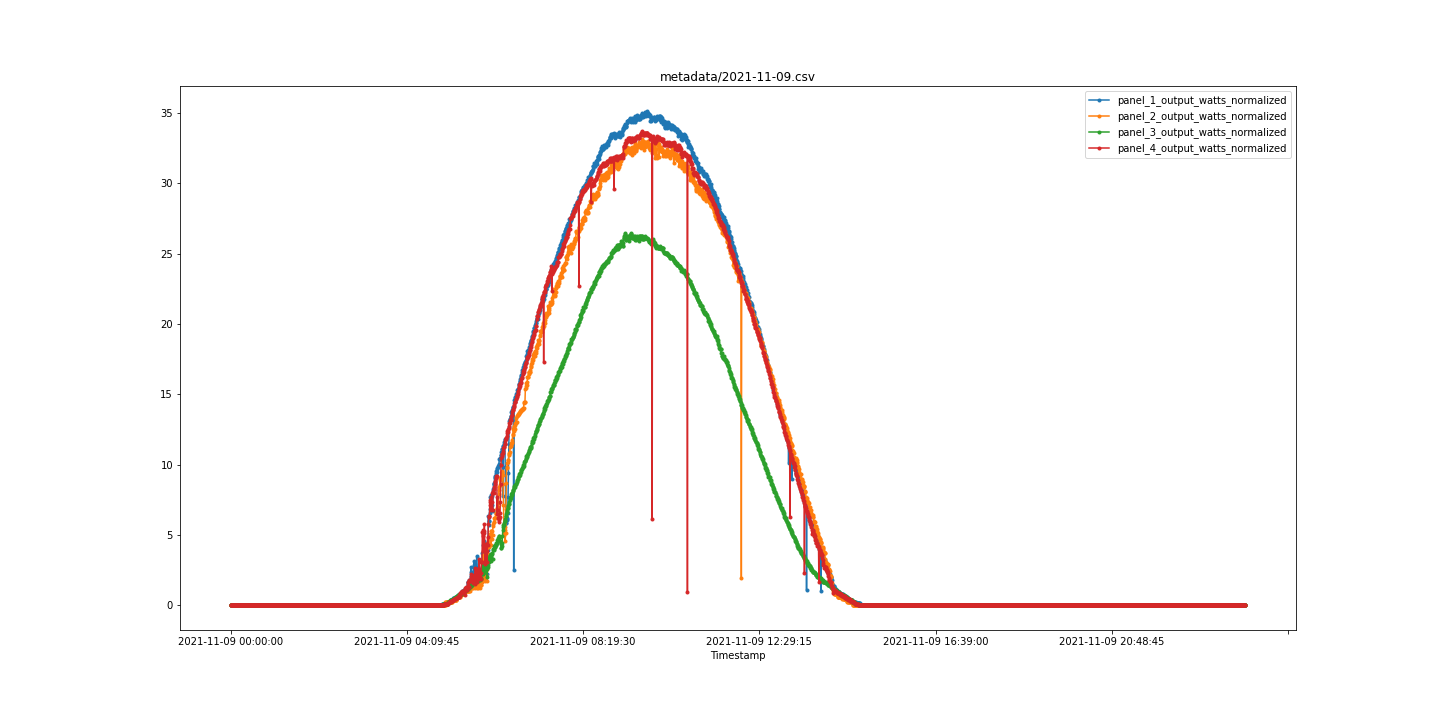 metadata/2021-11-09.csv
panel_1_output_watts_normalized
panel_2_output_watts_normalized
panel_3_output_watts_normalized
panel_4_output_watts_normalized
35
30
25
20
15
10
5
0
2021-11-09 00:00:00 2021-11-09 04:09:45 2021-11-09 08:19:30 2021-11-09 12:29:15 2021-11-09 16:39:00 2021-11-09 20:48:45
Timestamp